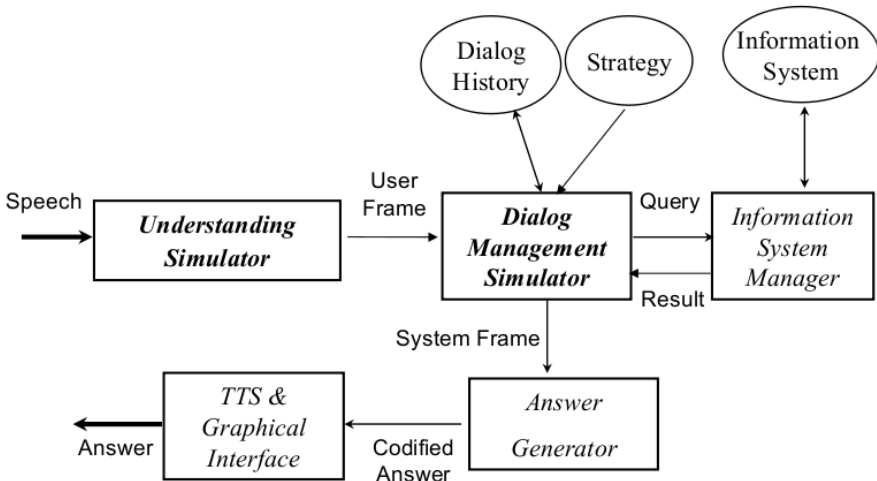 Dialog
History
Strategy
Information
System
Speech
Understanding
Simulator
User
Frame
Dialog
Management
Simulator
Query
Result
Information
System
Manager
System Frame
TTS &
Graphical
Interface
Answer
Codified
Answer
Answer
Generator